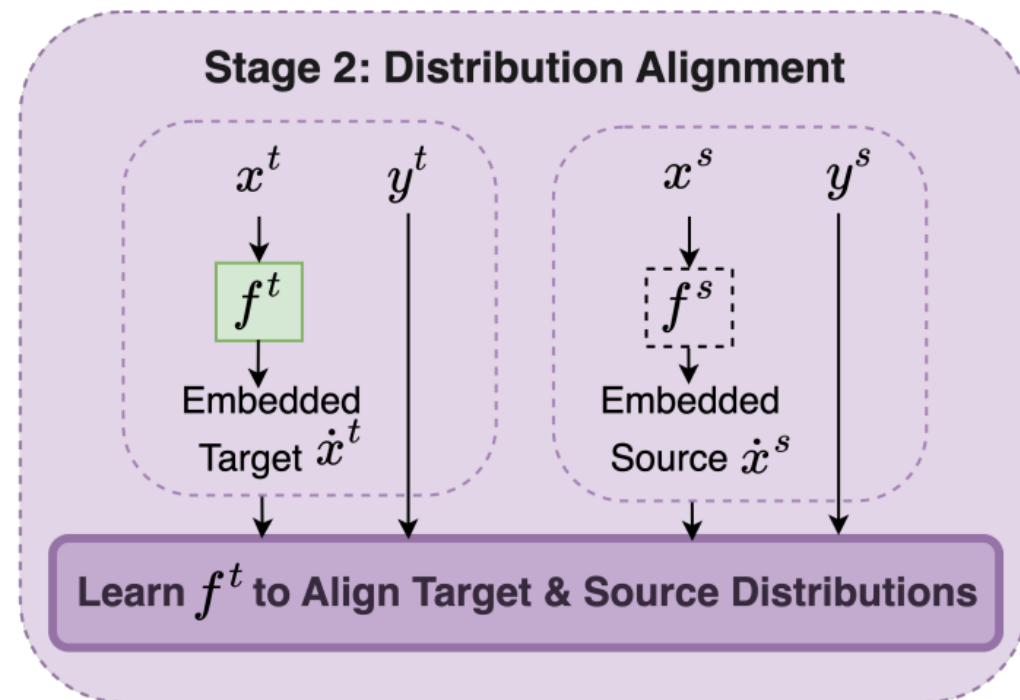 Stage 2: Distribution Alignment
x^t y^t x^s y^s
f^t f^s
Embedded Embedded
Target ẋ^t Source ẋ^s
Learn f^t to Align Target & Source Distributions